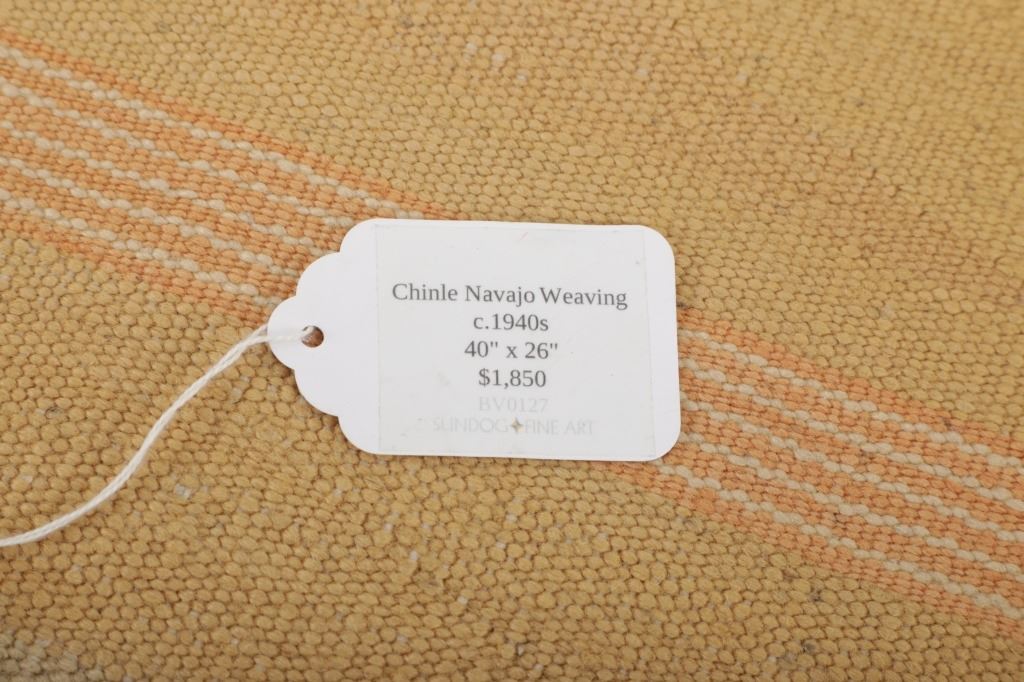 Chinle Navajo Weaving
c.1940s
40" x 26"
$1,850
BV0127
SUNDOG FINE ART